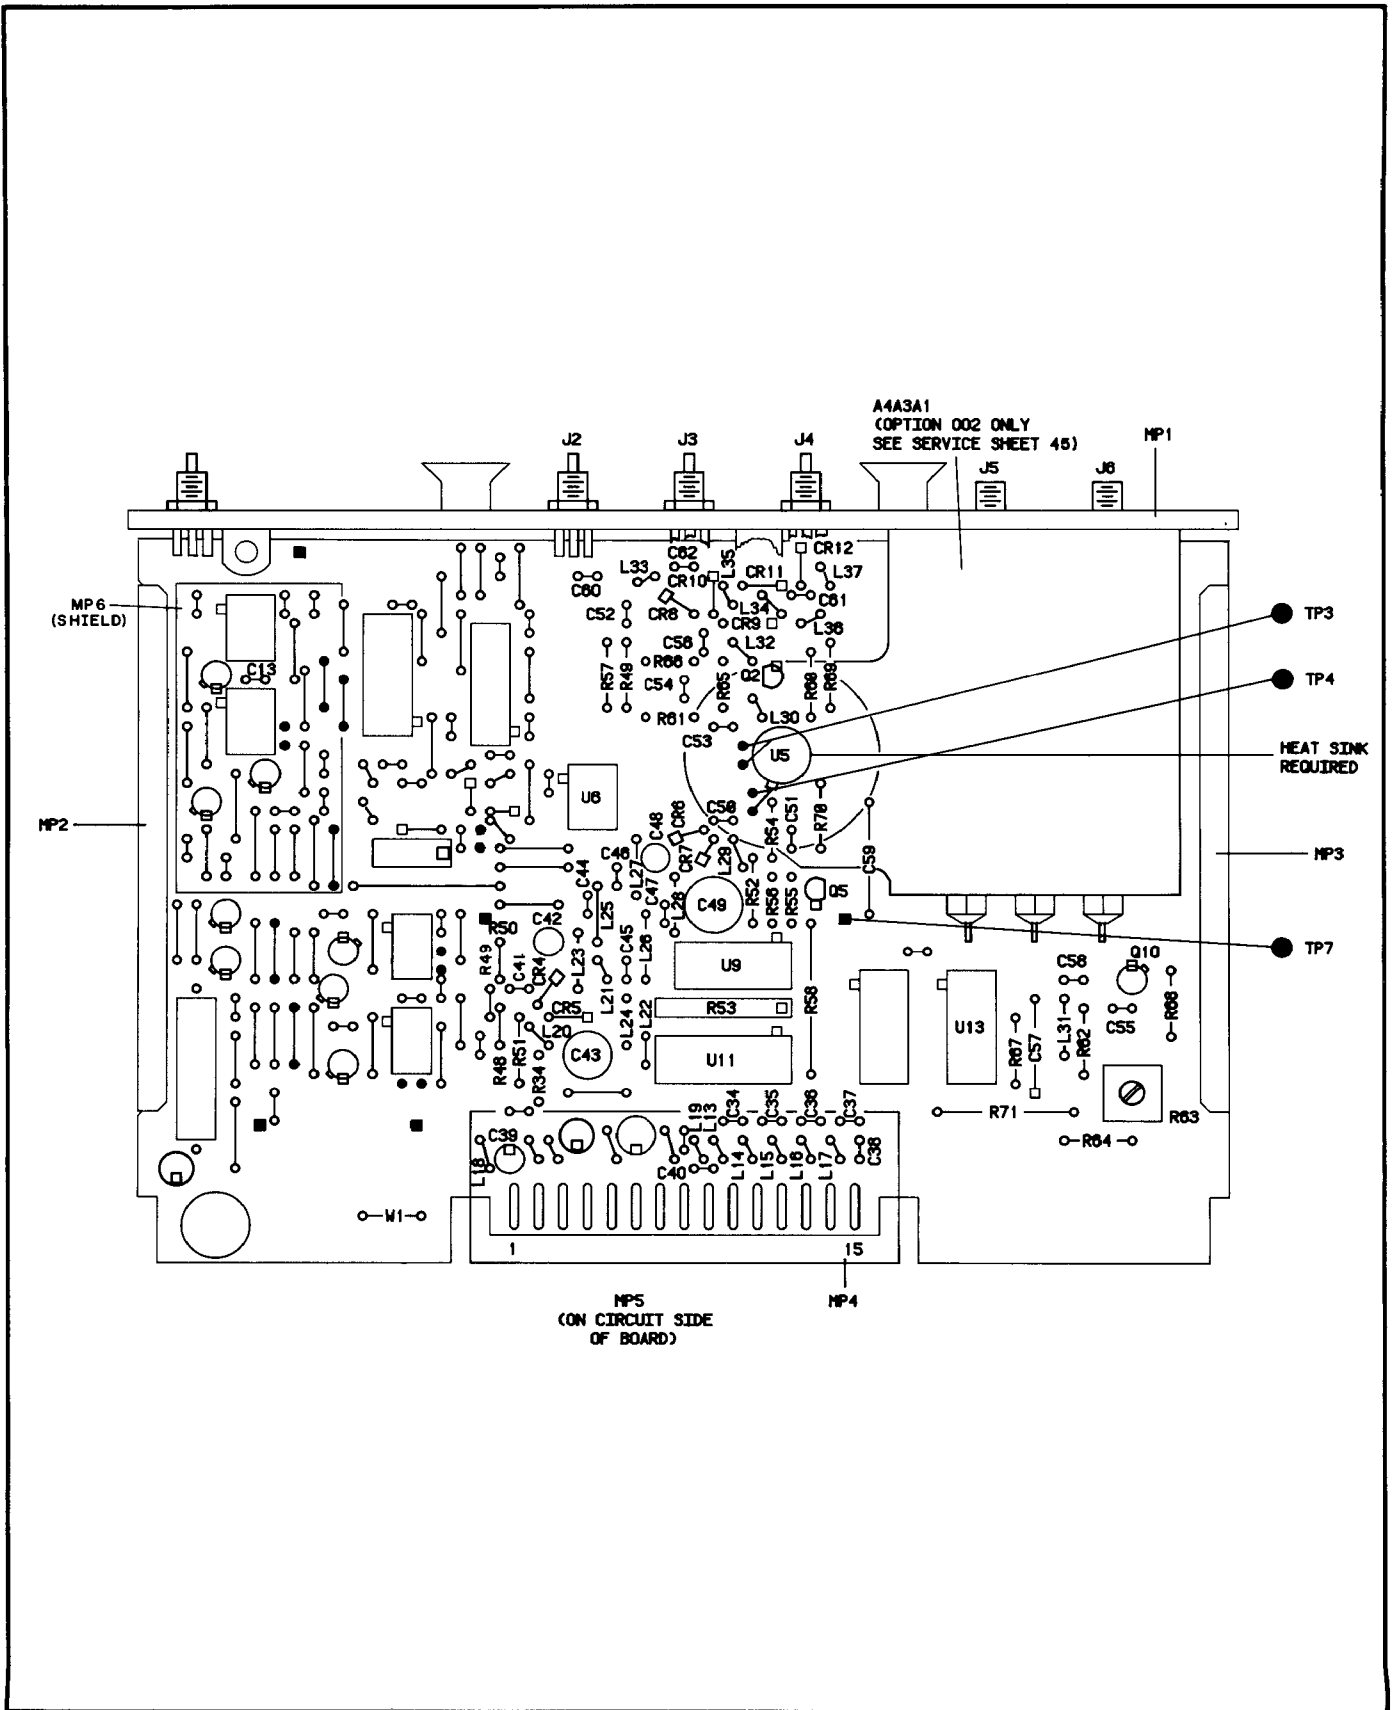 A4A3A1
(OPTION 002 ONLY
SEE SERVICE SHEET 45)
MP1
J2
J3
J4
J5
J6
C62
L35
CR12
L33
CR10
CR11
L37
C60
MP6
(SHIELD)
C52
CR8
L34
C61
TP3
CR9
L36
C56
L32
C13
R57
R49
R66
R65
Q2
R60
R69
TP4
C54
R61
L30
C53
U5
HEAT SINK
REQUIRED
U6
MP2
C48
CR6
C50
R54
C51
R70
MP3
C46
L27
CR7
L29
C59
C44
C47
L28
R52
R56
R55
Q5
C49
L25
R50
C42
TP7
R49
C41
CR4
L23
C45
L26
U9
R58
C58
Q10
L21
CR5
L24
L22
R53
L20
U13
R67
C57
L31
R62
C55
R68
R48
R51
R34
C43
U11
R71
R63
C39
L19
L13
C34
C35
C36
C37
R64
L18
C40
L14
L15
L16
L17
C38
W1
1
15
MP5
(ON CIRCUIT SIDE
OF BOARD)
MP4